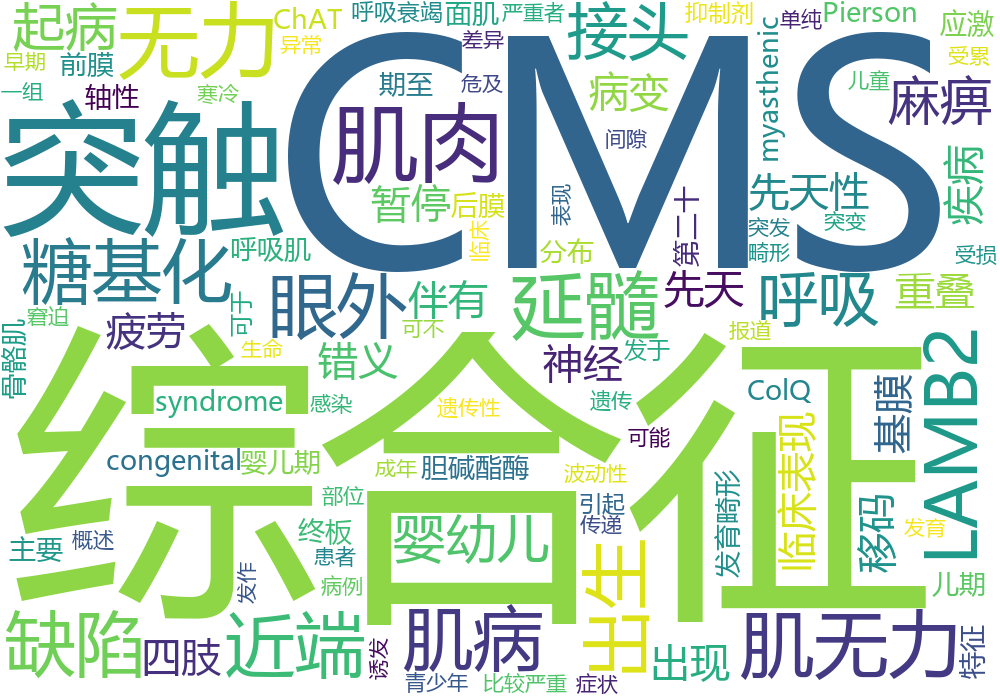 起病
无力
ChAT
异常
呼吸衰竭
面肌
严重者
差异
接头
抑制剂
单纯
Pierson
应激
受累
早期
一组
前膜
轴性
寒冷
期至
危及
病变
myasthenic
儿童
麻痹
CMS
突触
肌肉
间隙
暂停
后膜
临床
表现
分布
第二十
先天性
突发
畸形
突变
疾病
受损
糖基化
呼吸肌
可于
眼外
伴有
可不
延髓
先天
呼吸
重叠
窘迫
骨骼肌
疲劳
生命
错义
神经
发于
报道
综合征
syndrome
感染
遗传性
遗传
可能
ColQ
基膜
LAMB2
congenital
婴儿期
成年
胆碱酯酶
波动性
部位
引起
传递
主要
概述
终板
患者
婴幼儿
出生
发育畸形
临床表现
移码
发育
发作
病例
儿期
缺陷
四肢
近端
诱发
肌病
青少年
比较严重
症状
出现
肌无力
特征